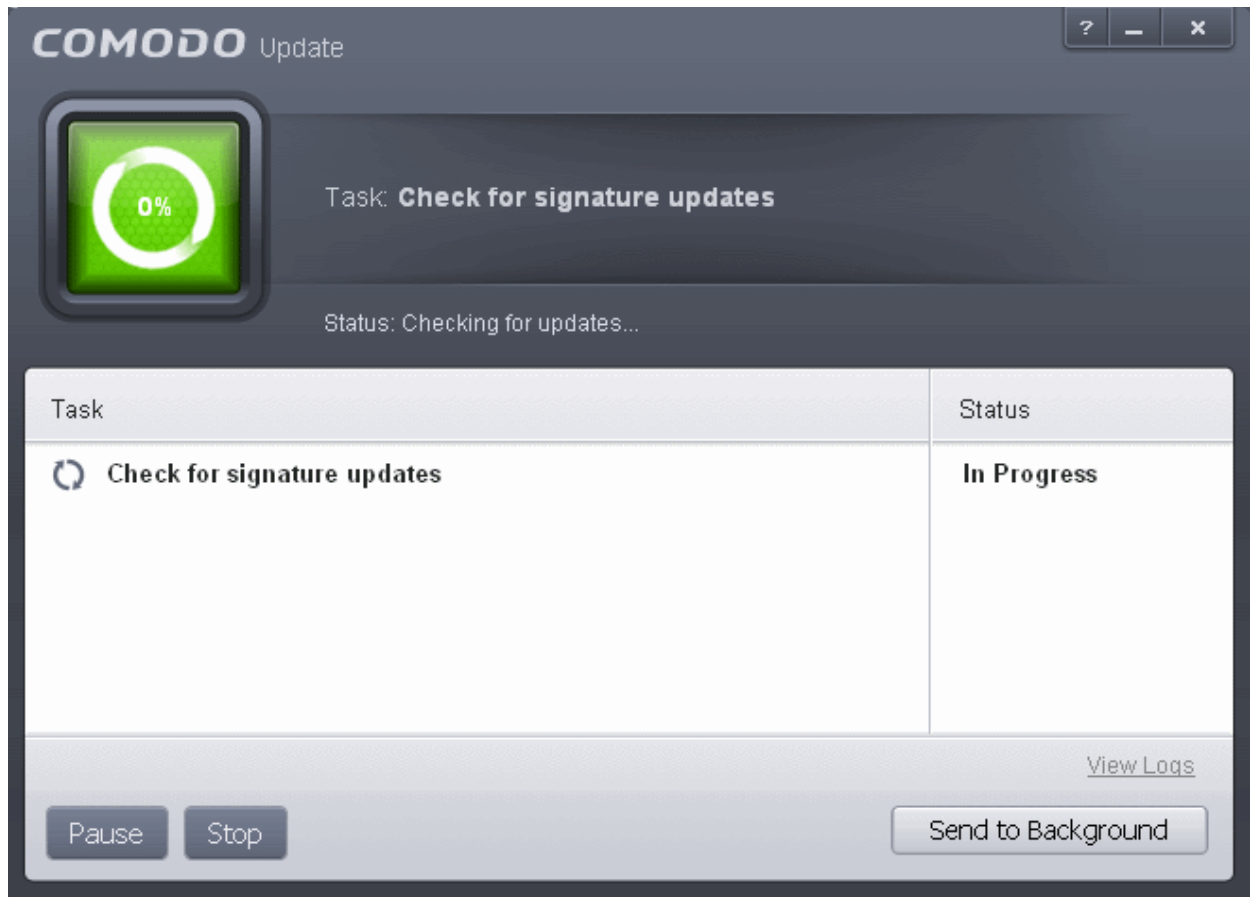 COMODO Update
?
0%
Task: Check for signature updates
Status: Checking for updates...
Task Status
Check for signature updates In Progress
View Logs
Pause Stop Send to Background